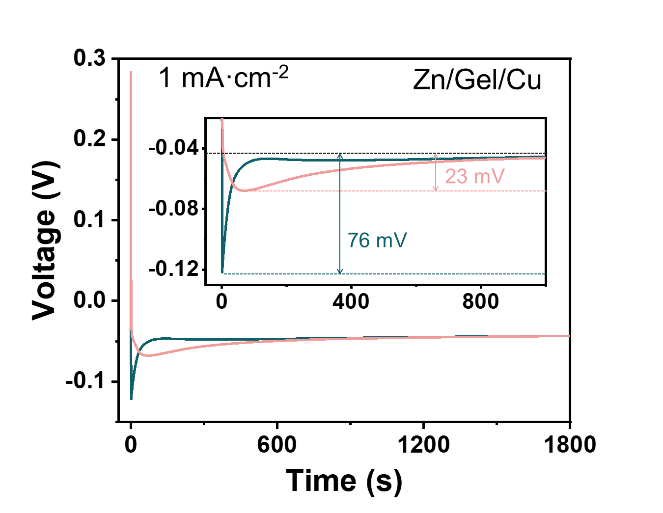 0.3
1 mA·cm-2
Zn/Gel/Cu
0.2
0.1
0.0
-0.1
Voltage (V)
-0.04
-0.08
-0.12
23 mV
76 mV
0
400
800
0
600
1200
1800
Time (s)